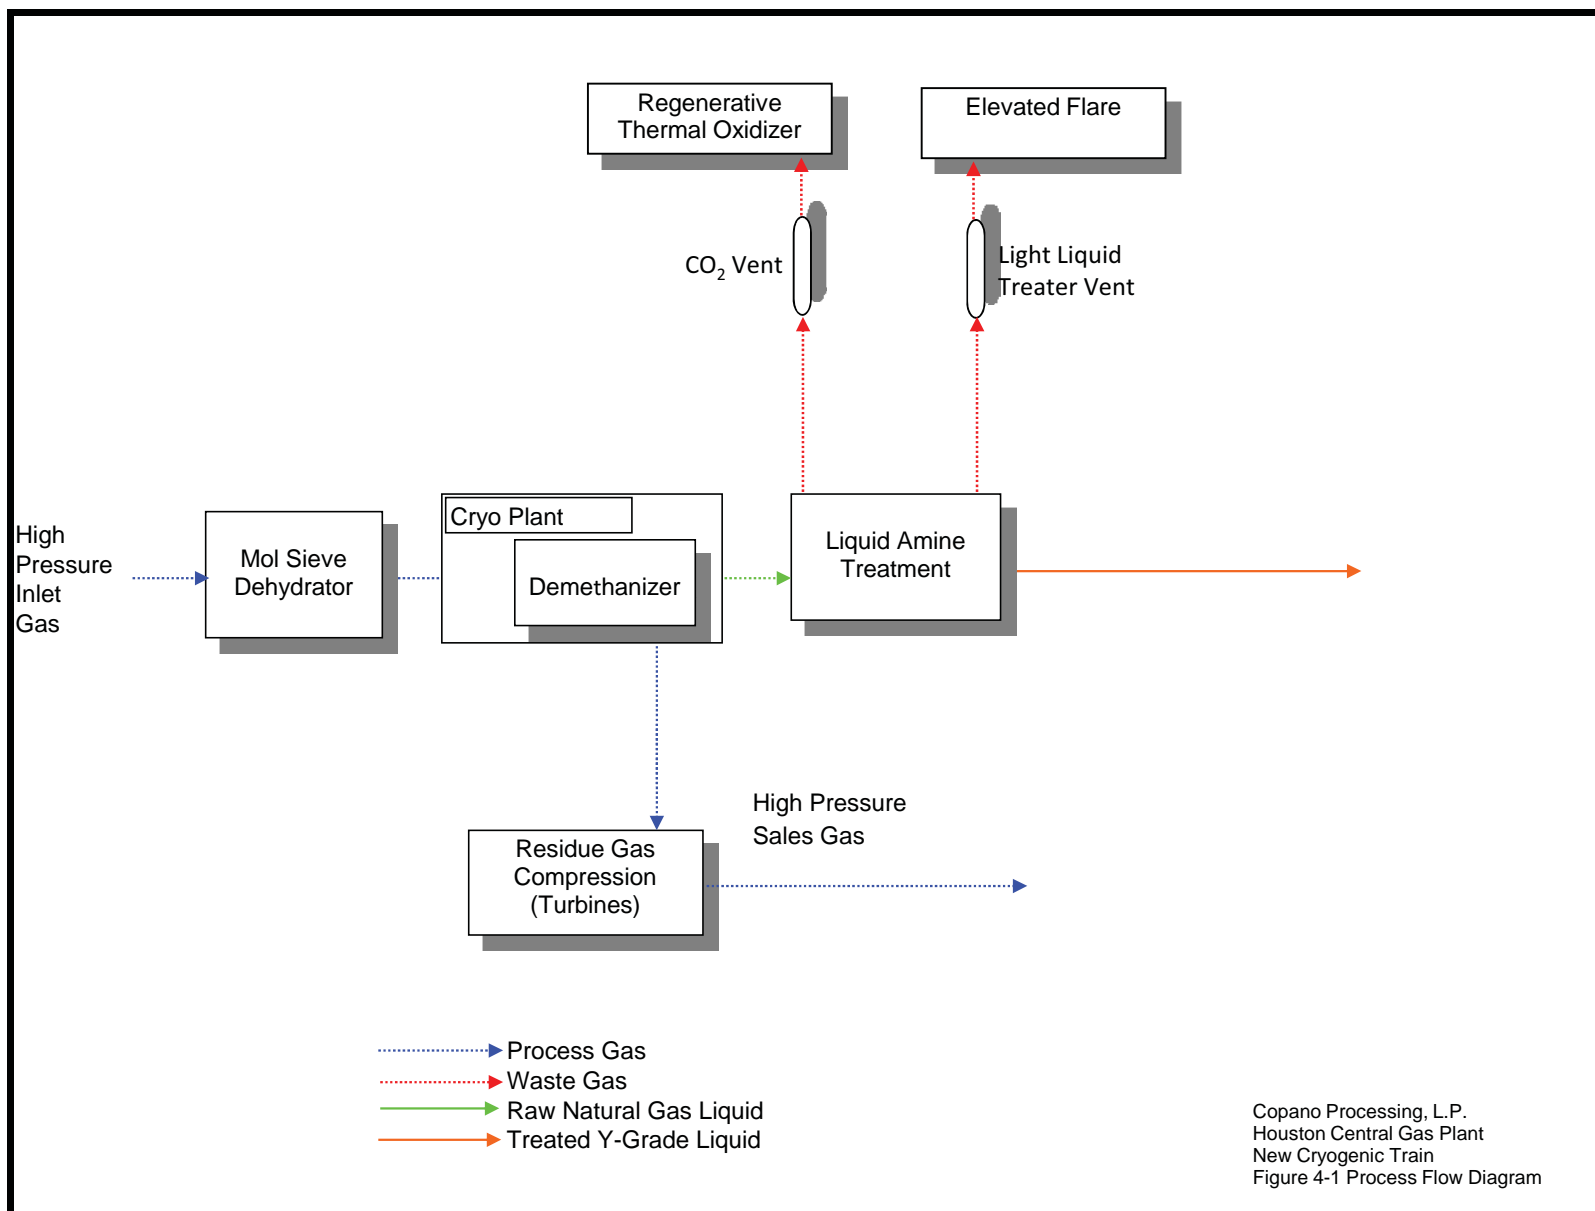 Regenerative
Thermal Oxidizer
Elevated Flare
CO2 Vent
Light Liquid
Treater Vent
High
Pressure
Inlet
Gas
Mol Sieve
Dehydrator
Cryo Plant
Demethanizer
Liquid Amine
Treatment
High Pressure
Sales Gas
Residue Gas
Compression
(Turbines)
Process Gas
Waste Gas
Raw Natural Gas Liquid
Treated Y-Grade Liquid
Copano Processing, L.P.
Houston Central Gas Plant
New Cryogenic Train
Figure 4-1 Process Flow Diagram